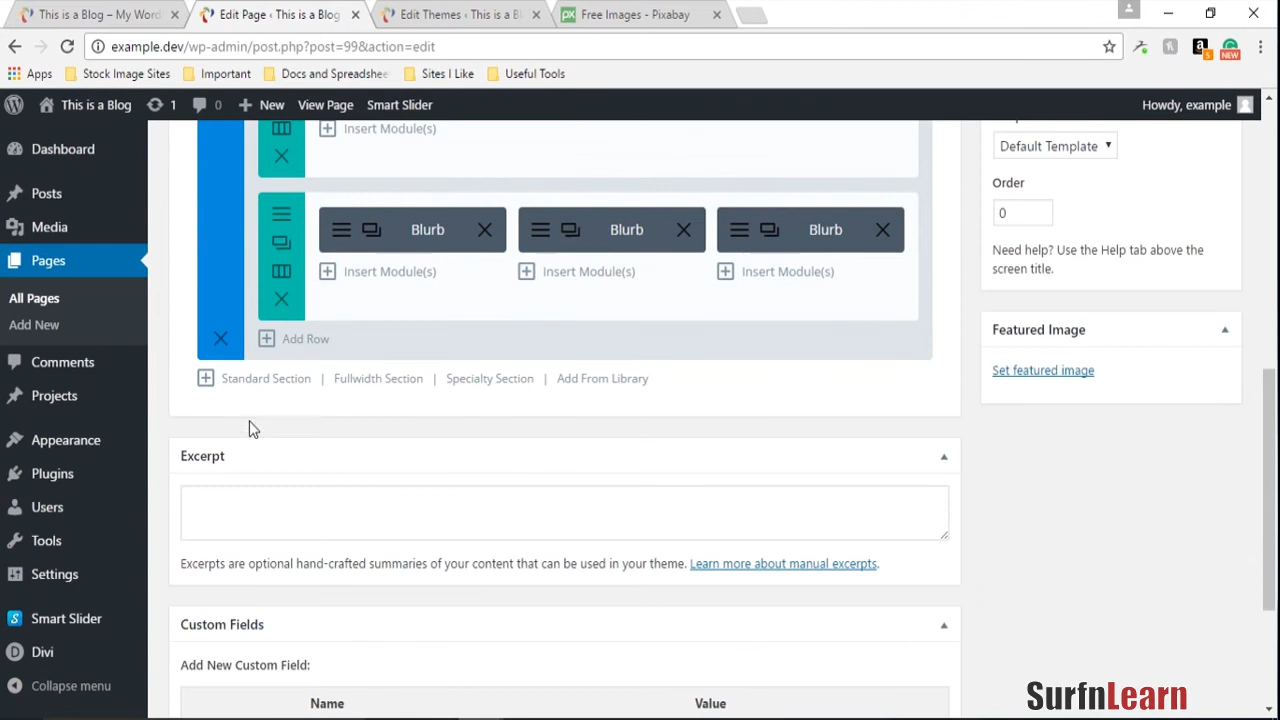 This is a Blog – My Word
Edit Page ‹ This is a Blog
Edit Themes ‹ This is a Bl
Free Images - Pixabay
example.dev/wp-admin/post.php?post=99&action=edit
Apps
Stock Image Sites
Important
Docs and Spreadshee
Sites I Like
Useful Tools
5
NEW
This is a Blog
1
0
New
View Page
Smart Slider
Howdy, example
Dashboard
Posts
Media
Pages
All Pages
Add New
Comments
Projects
Appearance
Plugins
Users
Tools
Settings
Smart Slider
Divi
Collapse menu
Insert Module(s)
Blurb
Blurb
Blurb
Insert Module(s)
Insert Module(s)
Insert Module(s)
Add Row
Standard Section | Fullwidth Section | Specialty Section | Add From Library
Excerpt
Excerpts are optional hand-crafted summaries of your content that can be used in your theme. Learn more about manual excerpts.
Custom Fields
Add New Custom Field:
Name
Value
Default Template
Order
0
Need help? Use the Help tab above the
screen title.
Featured Image
Set featured image
SurfnLearn